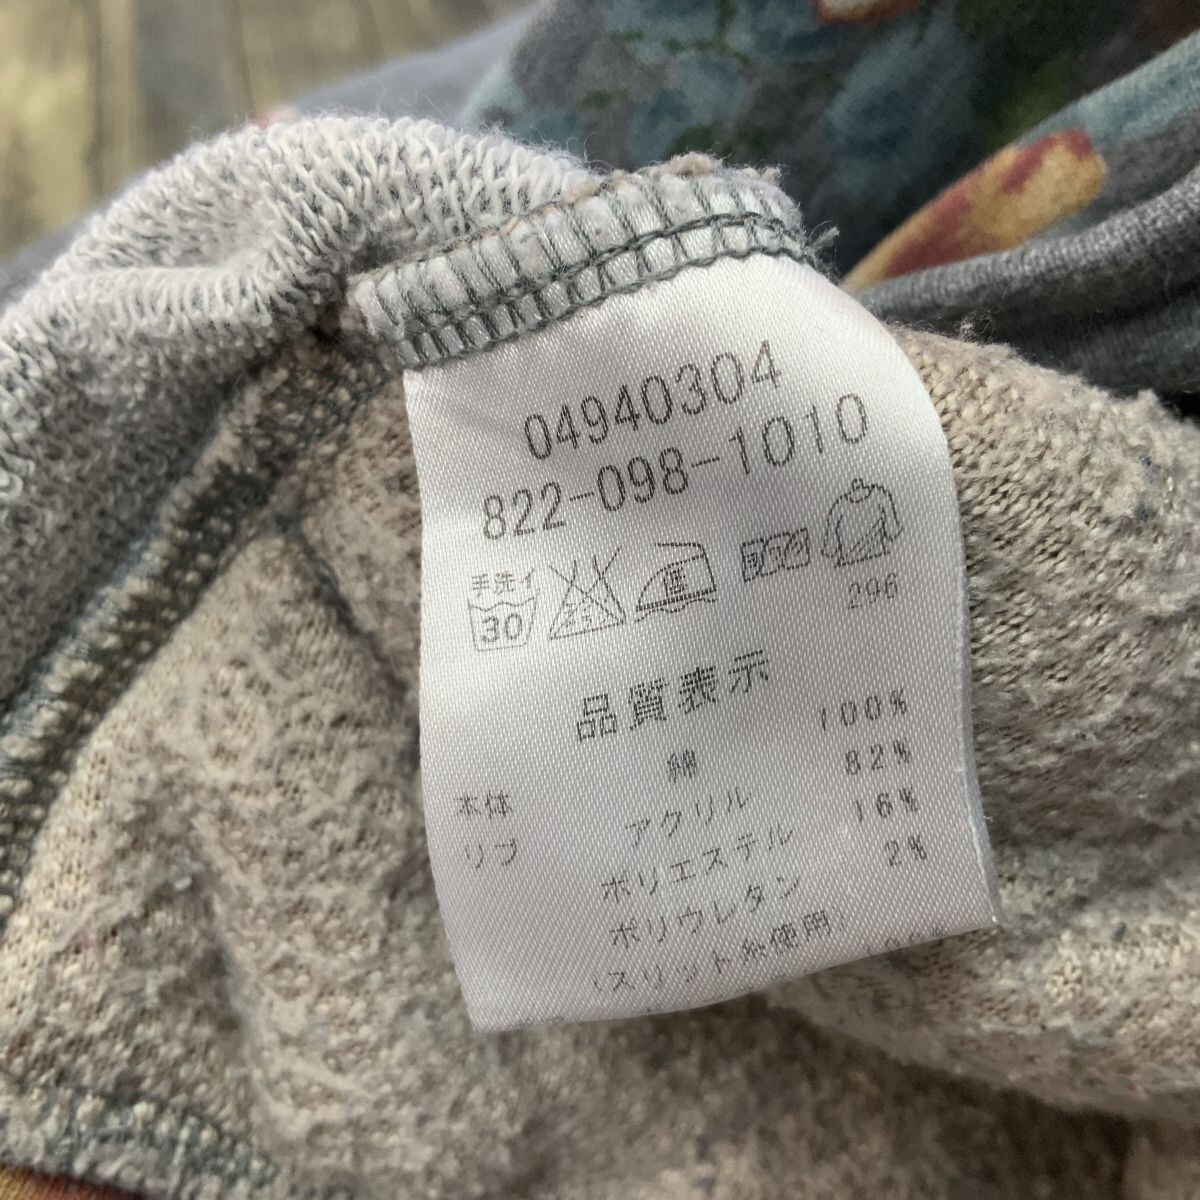 04940304
822-098-1010
手洗イ
30 低
296
品質表示
本体 綿 100%
リブ アクリル 82%
ポリエステル 16%
ポリウレタン 2%
(スリット糸使用)